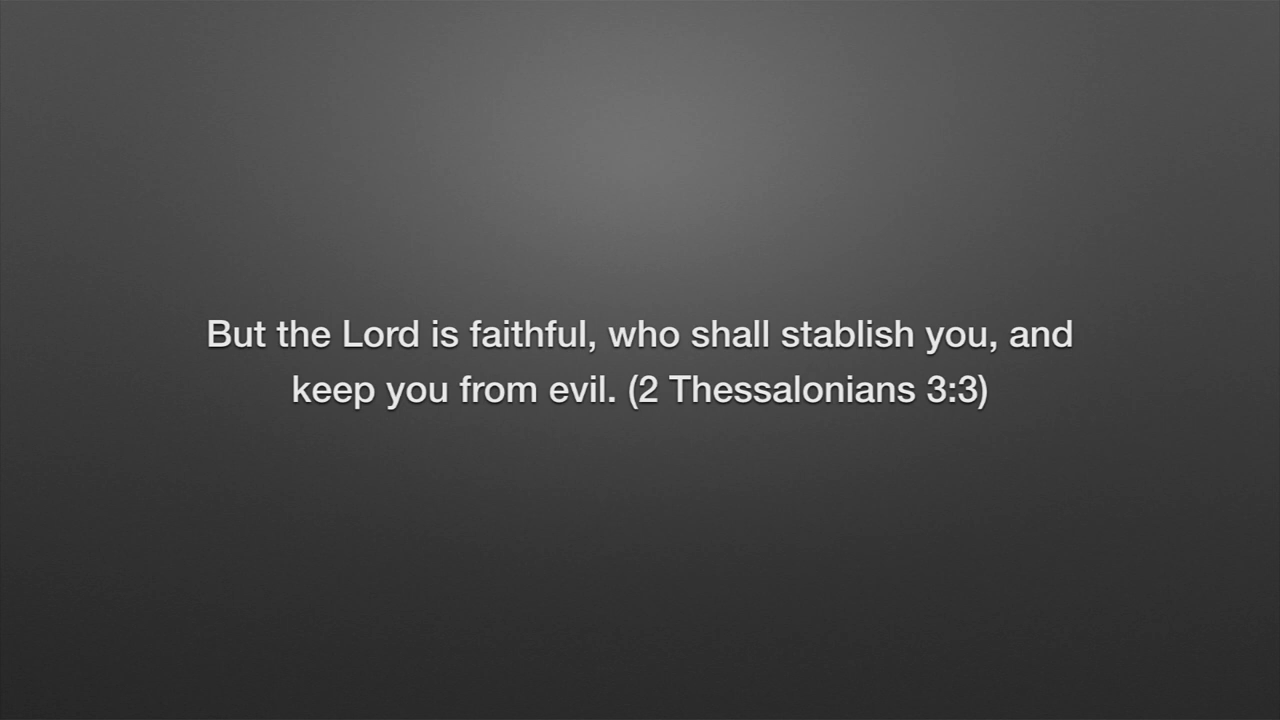 But the Lord is faithful, who shall stablish you, and
keep you from evil. (2 Thessalonians 3:3)